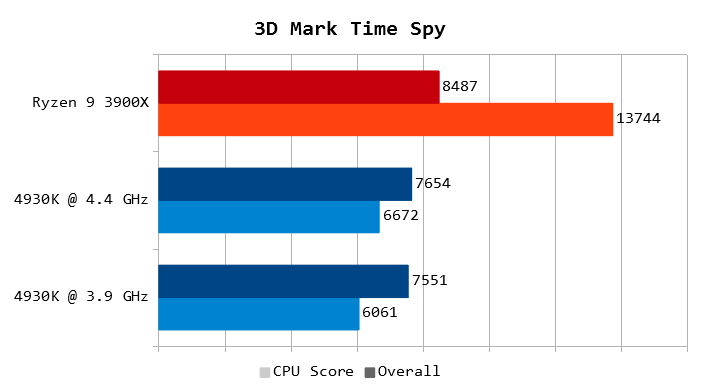 3D Mark Time Spy
Ryzen 9 3900X
8487
13744
4930K @ 4.4 GHz
7654
6672
4930K @ 3.9 GHz
7551
6061
CPU Score Overall